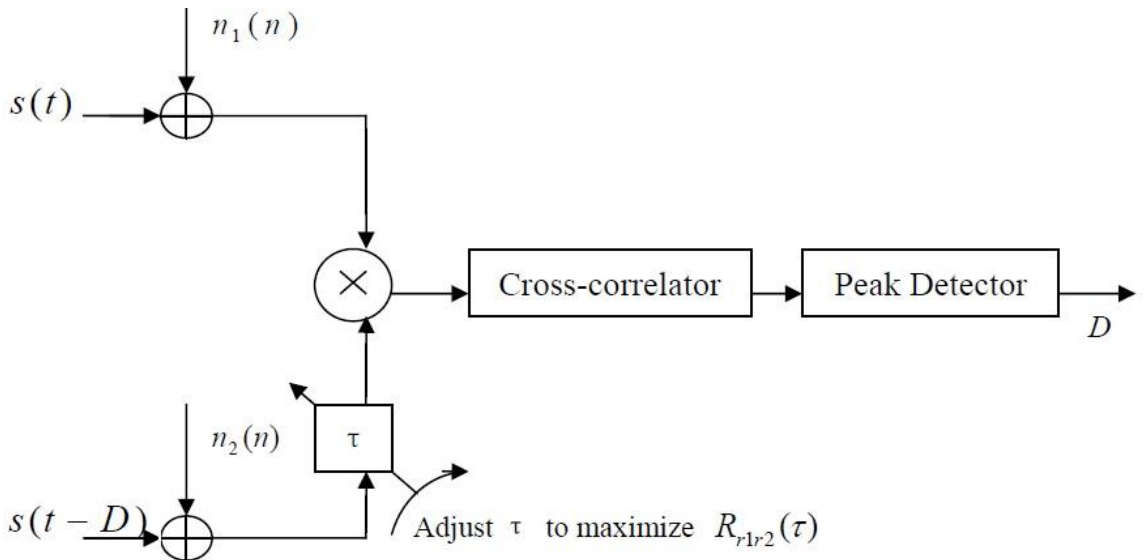 n₁(n)
s(t)
×
Cross-correlator
Peak Detector
D
n₂(n)
τ
s(t − D)
Adjust τ to maximize R_{r1r2}(τ)